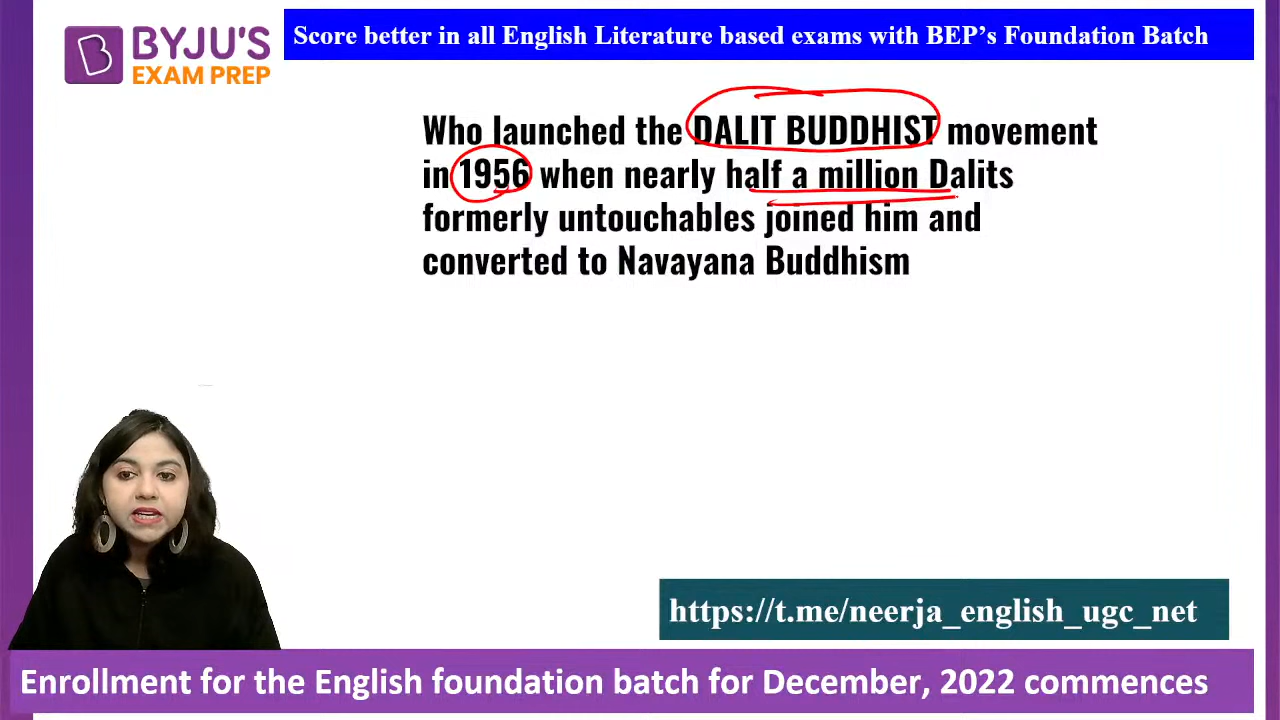 BYJU'S
EXAM PREP
Score better in all English Literature based exams with BEP's Foundation Batch
Who launched the DALIT BUDDHIST movement
in 1956 when nearly half a million Dalits
formerly untouchables joined him and
converted to Navayana Buddhism
https://t.me/neerja_english_ugc_net
Enrollment for the English foundation batch for December, 2022 commences